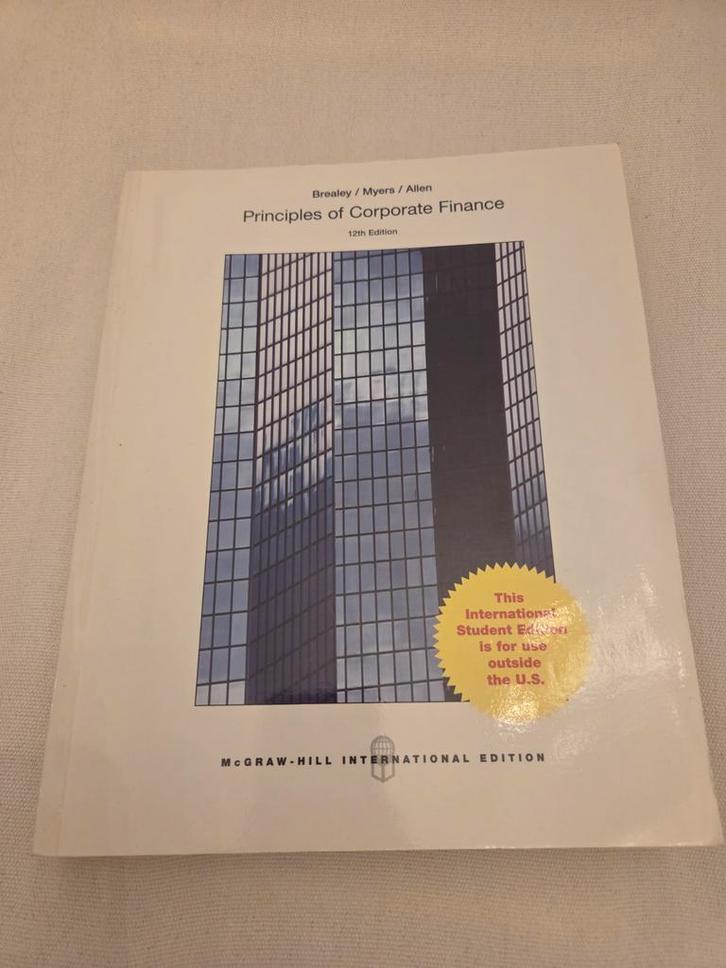 Brealey / Myers / Allen
Principles of Corporate Finance
12th Edition
This
International
Student Edition
is for use
outside
the U.S.
McGRAW-HILL INTERNATIONAL EDITION